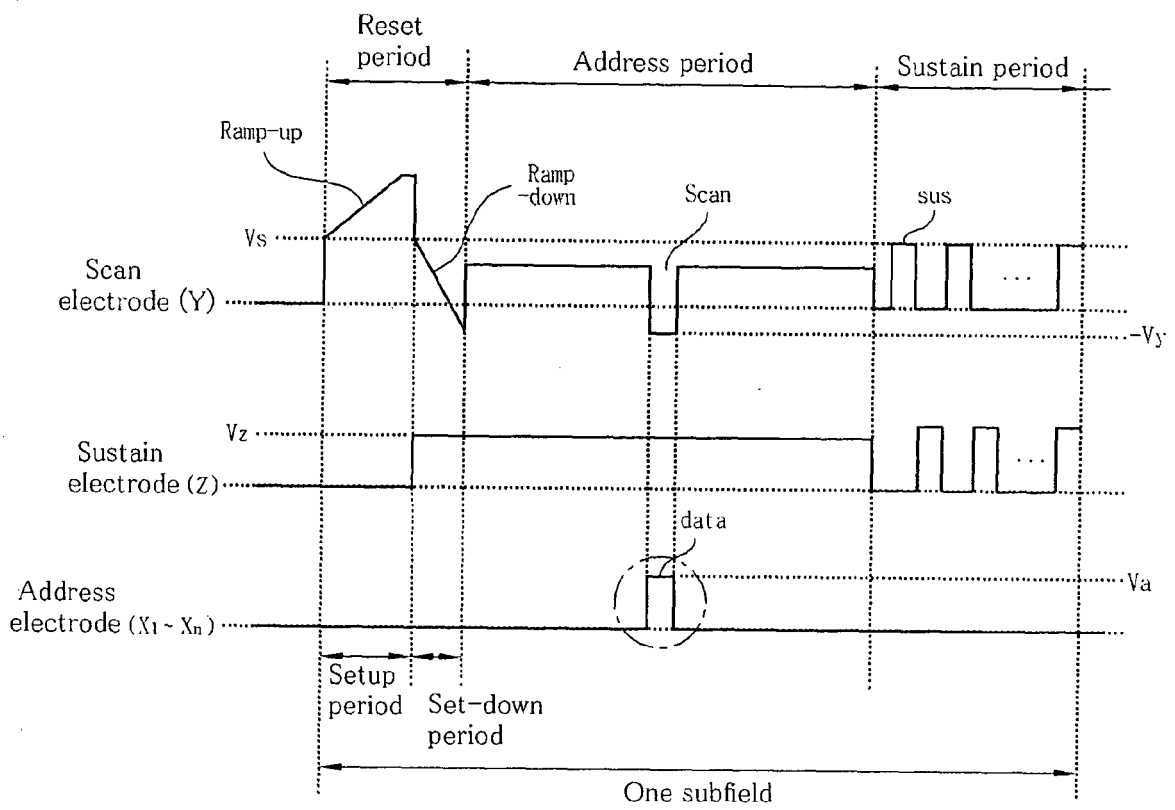 Reset
period
Address period
Sustain period
Ramp-up
Ramp
-down
Scan
sus
Vs
Scan
electrode (Y)
-Vy
Vz
Sustain
electrode (Z)
...
...
data
Va
Address
electrode (X1 ~ Xn)
Setup
period
Set-down
period
One subfield